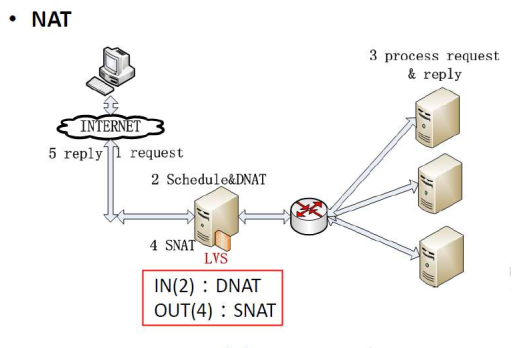 • NAT
3 process request
& reply
INTERNET
5 reply 1 request
2 Schedule&DNAT
4 SNAT
LVS
IN(2)：DNAT
OUT(4)：SNAT